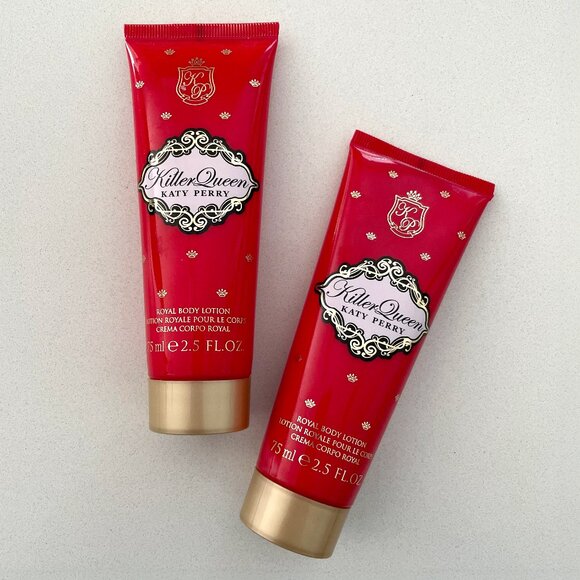 KP
Killer Queen
KATY PERRY
ROYAL BODY LOTION
LOTION ROYALE POUR LE CORPS
CREMA CORPO ROYAL
75 ml e 2.5 FL.OZ.
KP
Killer Queen
KATY PERRY
ROYAL BODY LOTION
LOTION ROYALE POUR LE CORPS
CREMA CORPO ROYAL
75 ml e 2.5 FL.OZ.